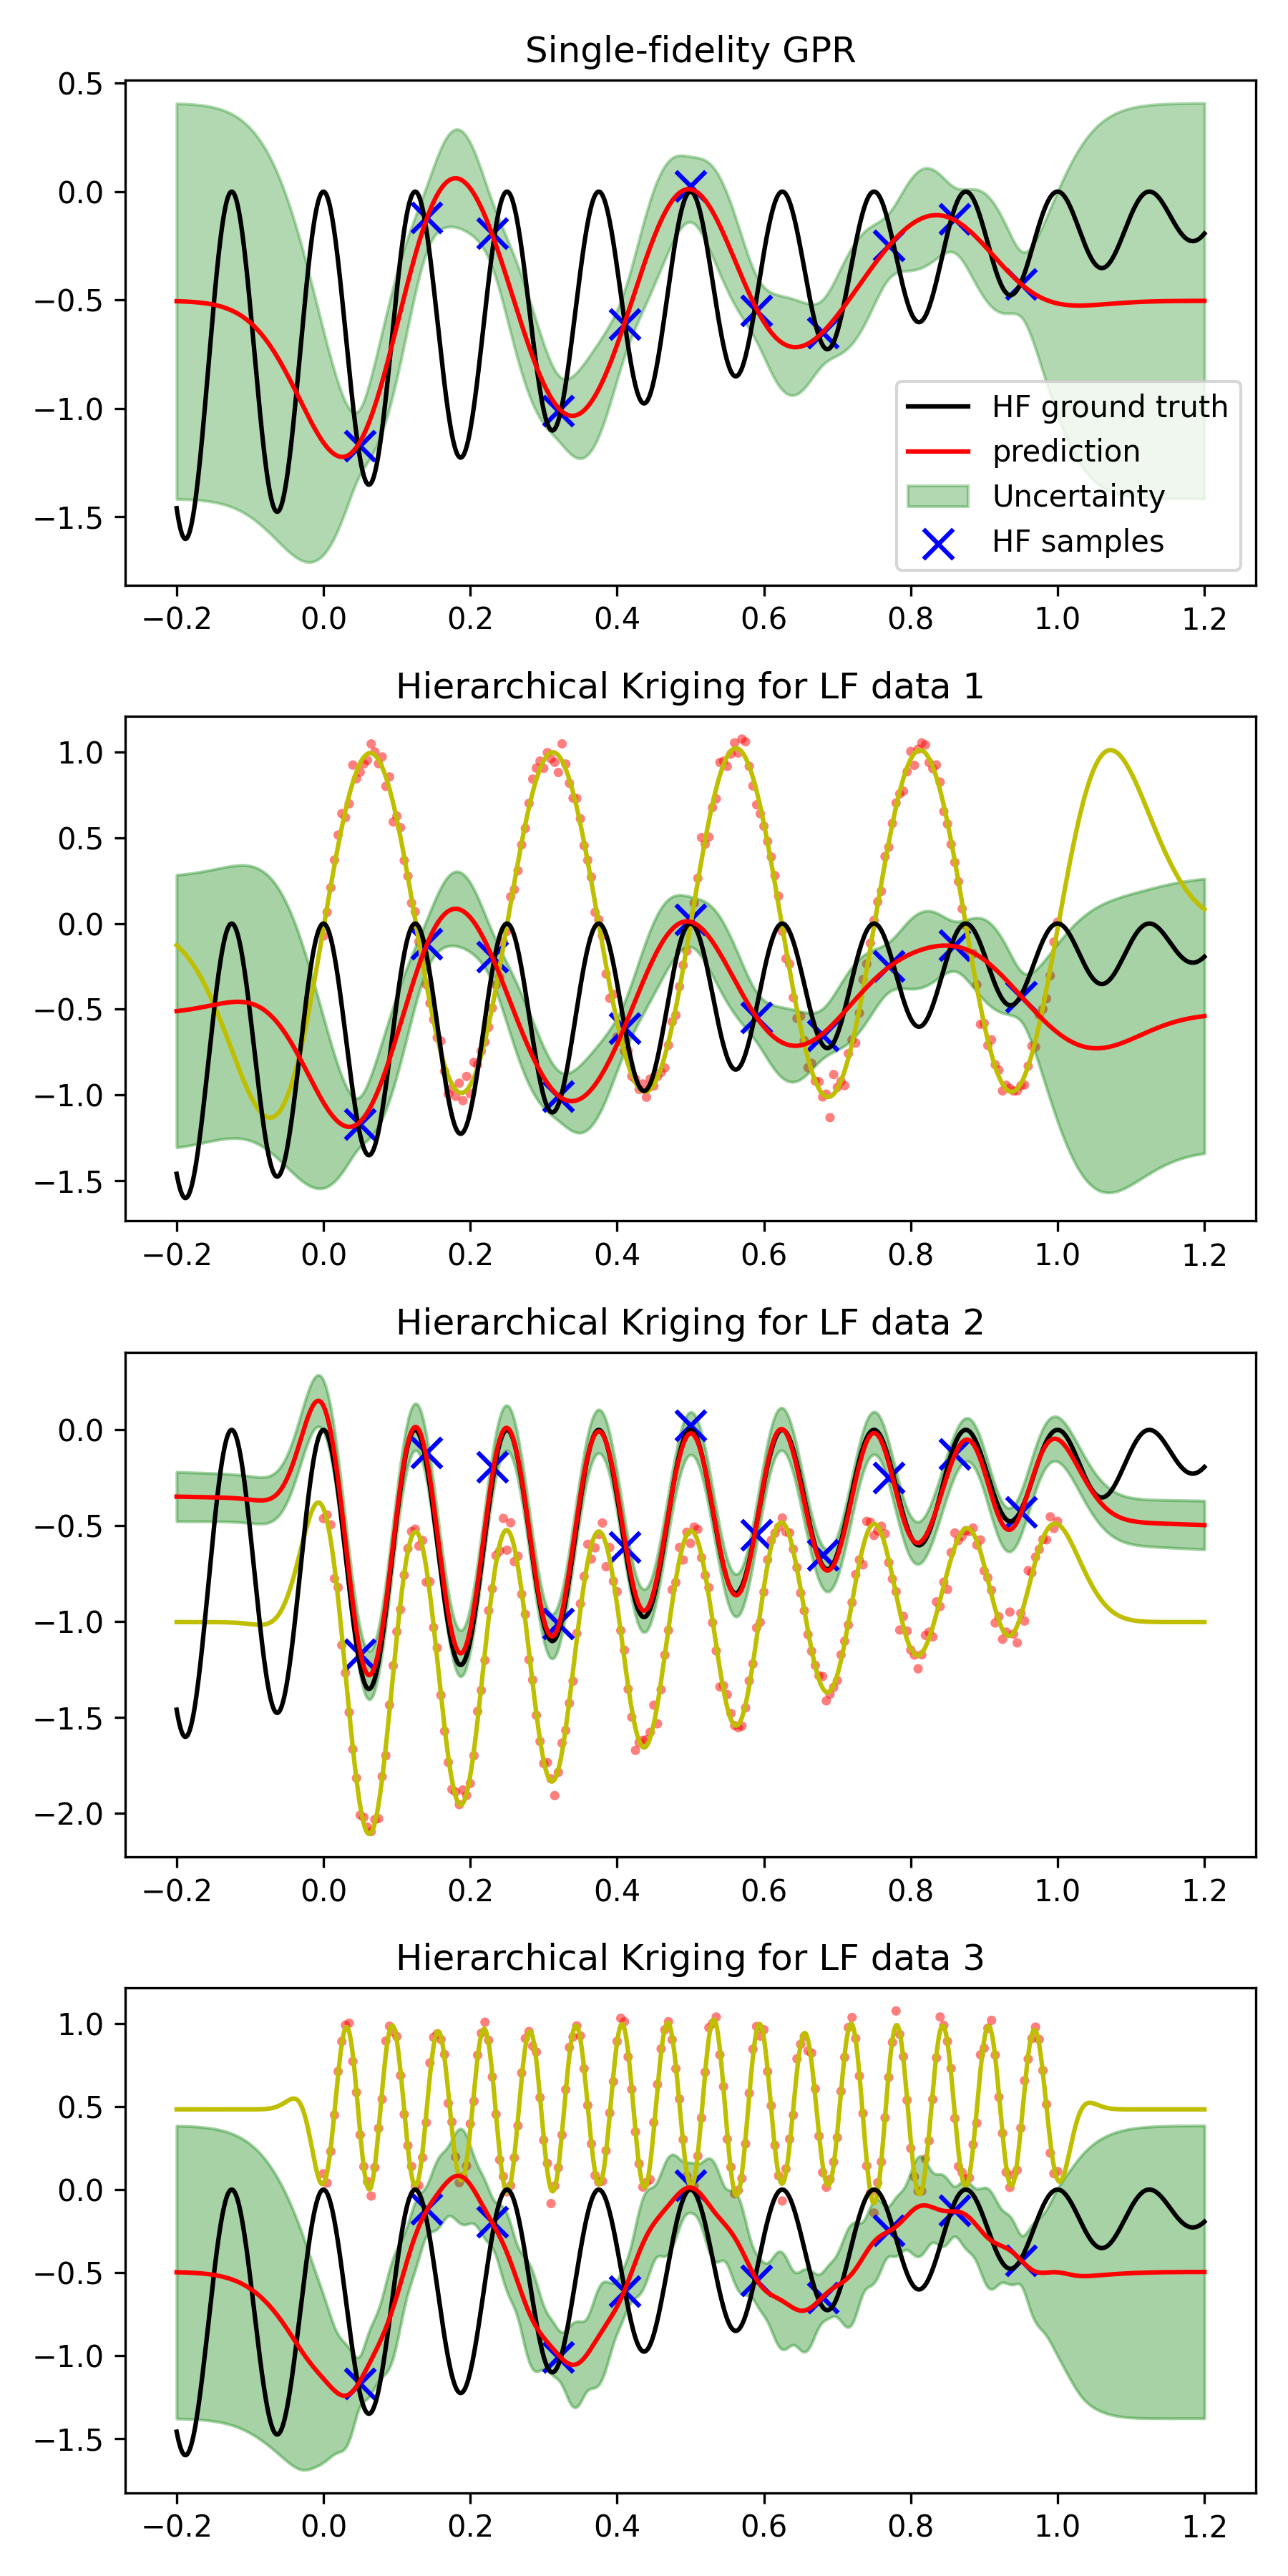 Single-fidelity GPR
0.5
0.0
−0.5
−1.0
−1.5
HF ground truth
prediction
Uncertainty
HF samples
−0.2 0.0 0.2 0.4 0.6 0.8 1.0 1.2
Hierarchical Kriging for LF data 1
1.0
0.5
0.0
−0.5
−1.0
−1.5
−0.2 0.0 0.2 0.4 0.6 0.8 1.0 1.2
Hierarchical Kriging for LF data 2
0.0
−0.5
−1.0
−1.5
−2.0
−0.2 0.0 0.2 0.4 0.6 0.8 1.0 1.2
Hierarchical Kriging for LF data 3
1.0
0.5
0.0
−0.5
−1.0
−1.5
−0.2 0.0 0.2 0.4 0.6 0.8 1.0 1.2